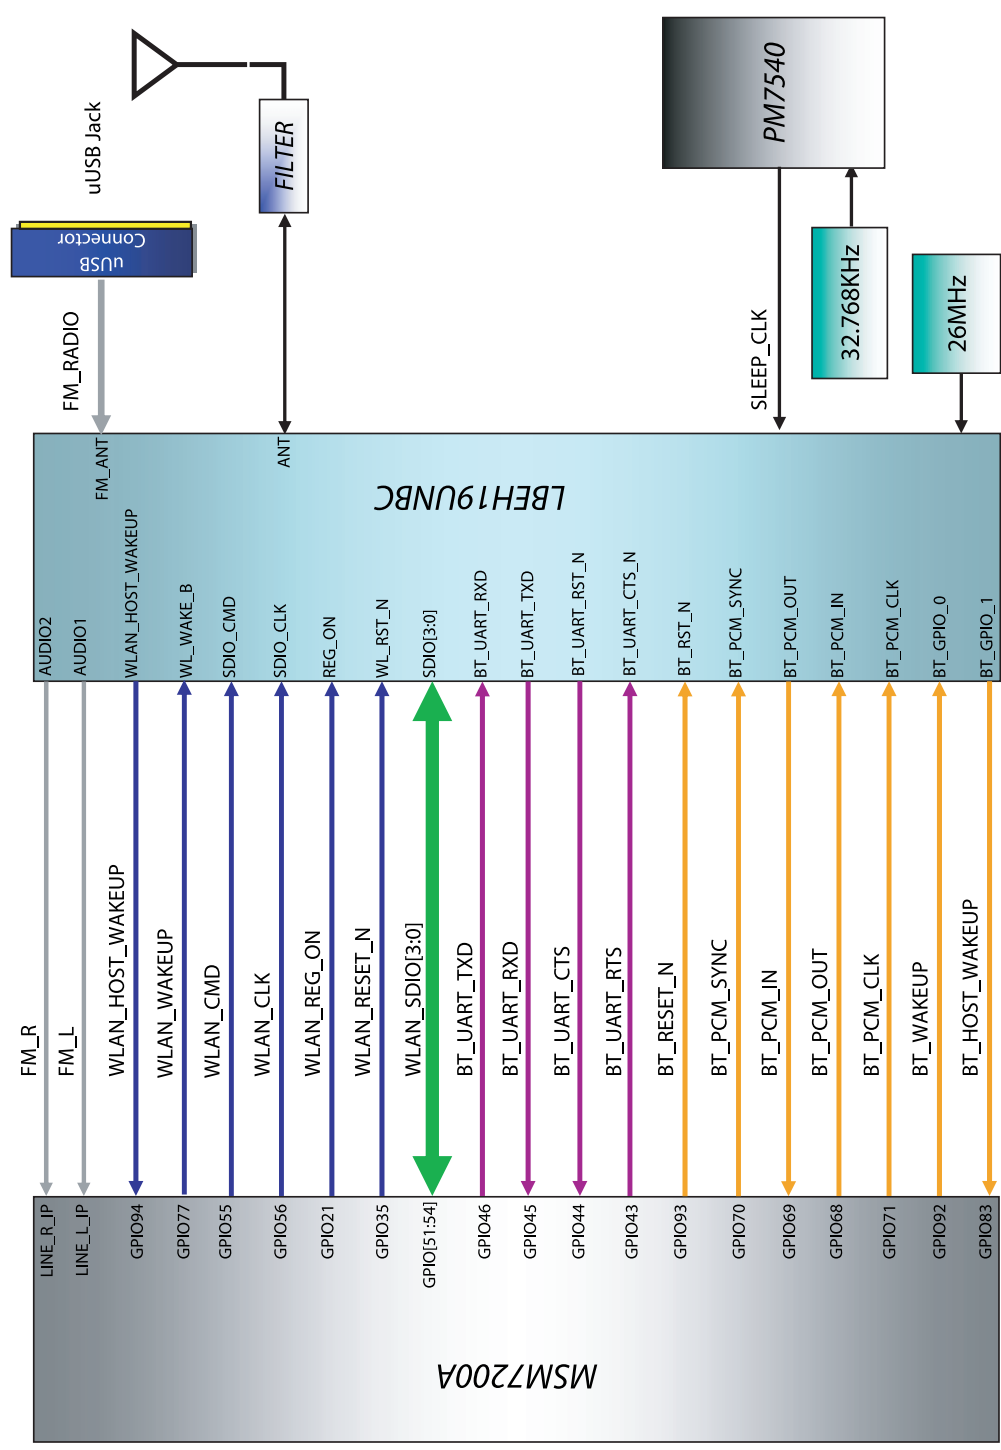 uUSB Jack
uUSB
Connector
FILTER
PM7540
32.768KHz
26MHz
FM_RADIO
SLEEP_CLK
FM_ANT
ANT
LBEH19UNBC
AUDIO2
AUDIO1
WLAN_HOST_WAKEUP
WL_WAKE_B
SDIO_CMD
SDIO_CLK
REG_ON
WL_RST_N
SDIO[3:0]
BT_UART_RXD
BT_UART_TXD
BT_UART_RST_N
BT_UART_CTS_N
BT_RST_N
BT_PCM_SYNC
BT_PCM_OUT
BT_PCM_IN
BT_PCM_CLK
BT_GPIO_0
BT_GPIO_1
FM_R
FM_L
WLAN_HOST_WAKEUP
WLAN_WAKEUP
WLAN_CMD
WLAN_CLK
WLAN_REG_ON
WLAN_RESET_N
WLAN_SDIO[3:0]
BT_UART_TXD
BT_UART_RXD
BT_UART_CTS
BT_UART_RTS
BT_RESET_N
BT_PCM_SYNC
BT_PCM_IN
BT_PCM_OUT
BT_PCM_CLK
BT_WAKEUP
BT_HOST_WAKEUP
LINE_R_IP
LINE_L_IP
GPIO94
GPIO77
GPIO55
GPIO56
GPIO21
GPIO35
GPIO[51:54]
GPIO46
GPIO45
GPIO44
GPIO43
GPIO93
GPIO70
GPIO69
GPIO68
GPIO71
GPIO92
GPIO83
MSM7200A